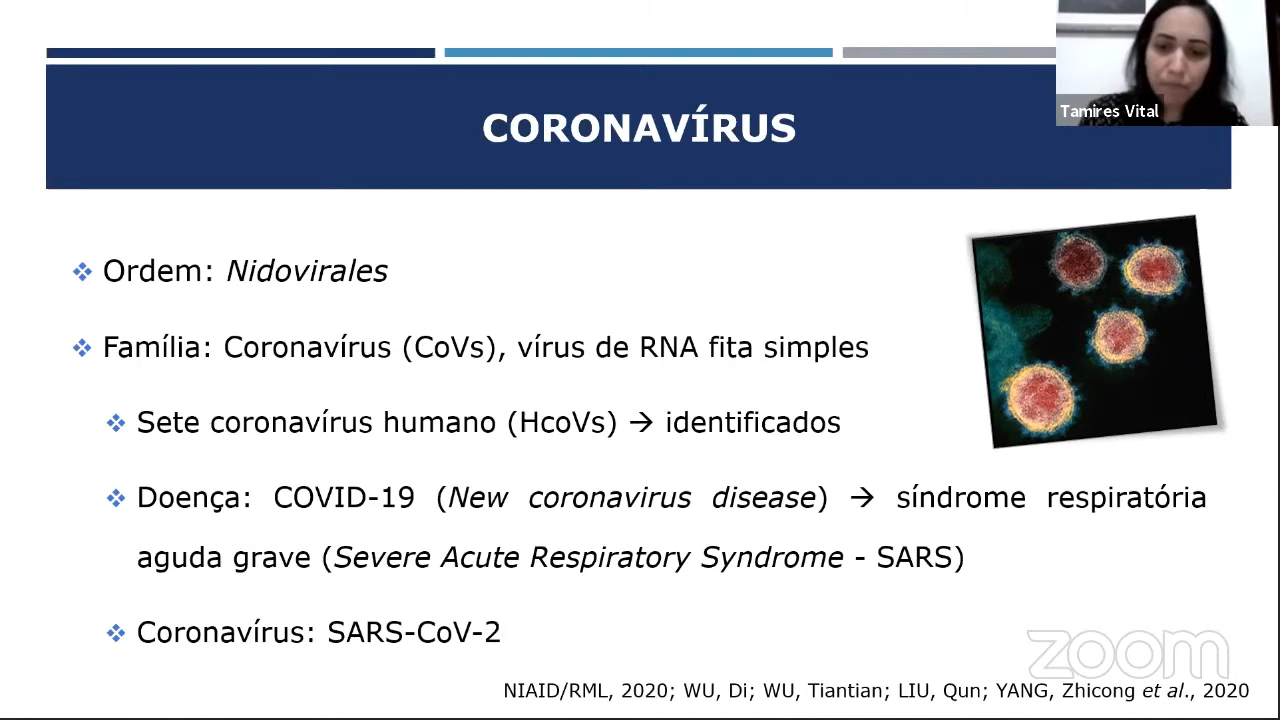 Tamires Vital
CORONAVÍRUS
Ordem: Nidovirales
Família: Coronavírus (CoVs), vírus de RNA fita simples
Sete coronavírus humano (HcoVs) → identificados
Doença: COVID-19 (New coronavirus disease) → síndrome respiratória
aguda grave (Severe Acute Respiratory Syndrome - SARS)
Coronavírus: SARS-CoV-2
zoom
NIAID/RML, 2020; WU, Di; WU, Tiantian; LIU, Qun; YANG, Zhicong et al., 2020